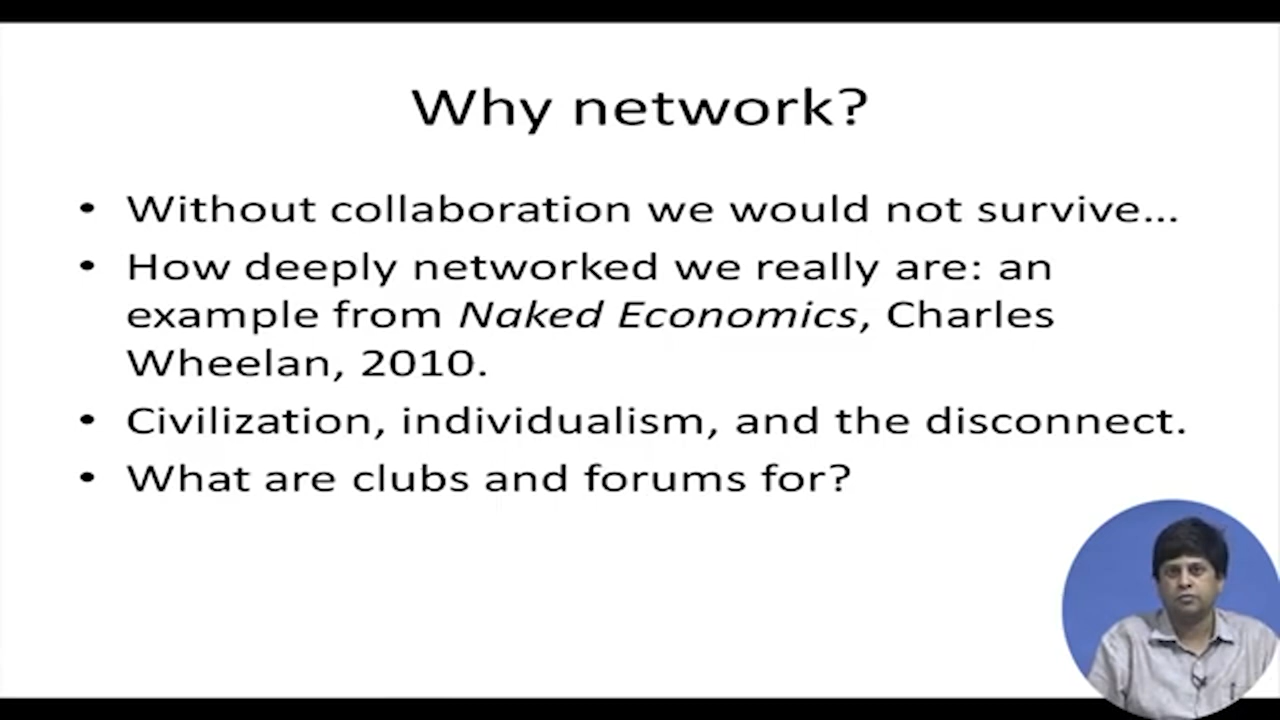 Why network?
• Without collaboration we would not survive...
• How deeply networked we really are: an
example from Naked Economics, Charles
Wheelan, 2010.
• Civilization, individualism, and the disconnect.
• What are clubs and forums for?